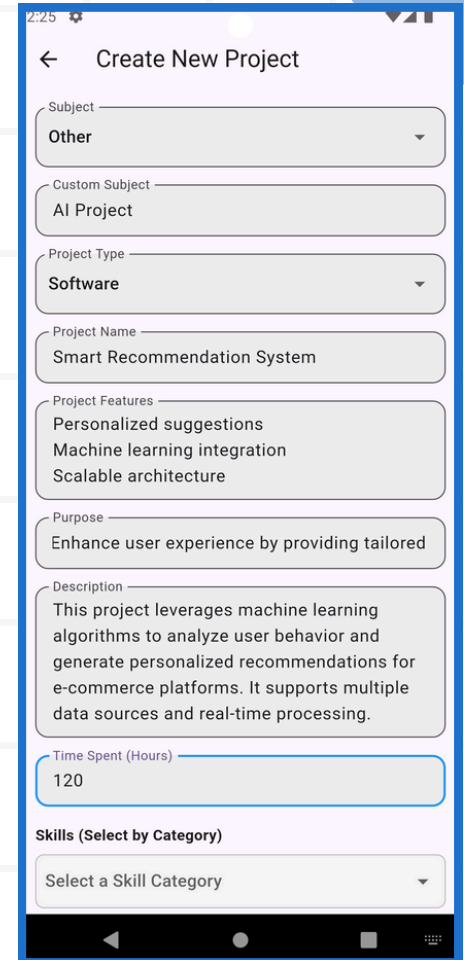 2:25
Create New Project
Subject
Other
Custom Subject
AI Project
Project Type
Software
Project Name
Smart Recommendation System
Project Features
Personalized suggestions
Machine learning integration
Scalable architecture
Purpose
Enhance user experience by providing tailored
Description
This project leverages machine learning
algorithms to analyze user behavior and
generate personalized recommendations for
e-commerce platforms. It supports multiple
data sources and real-time processing.
Time Spent (Hours)
120
Skills (Select by Category)
Select a Skill Category